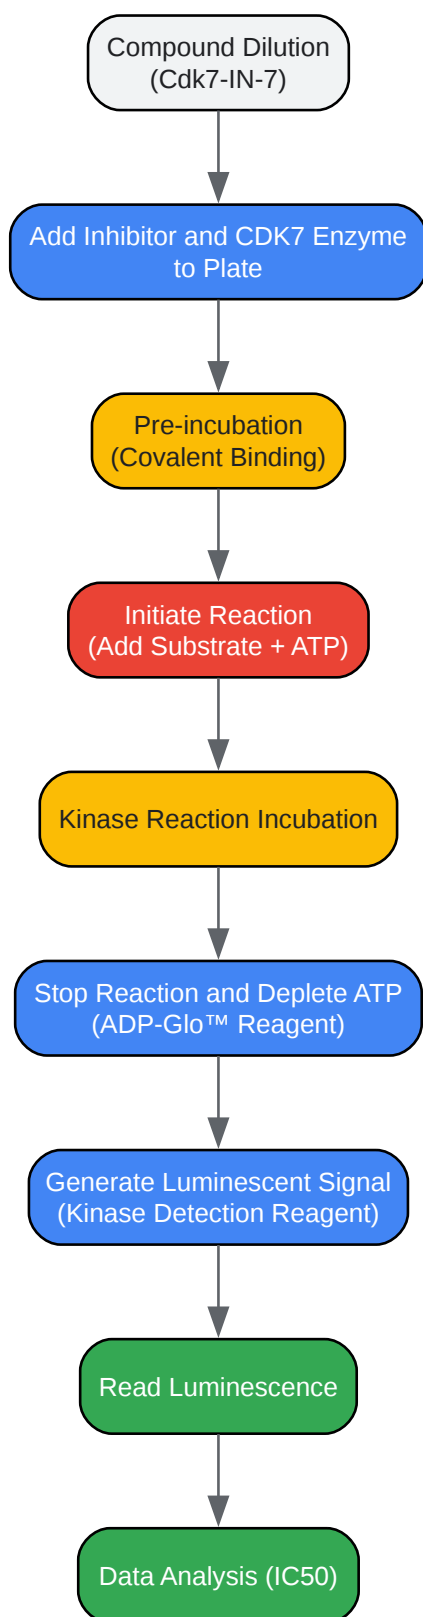 Compound Dilution
(Cdk7-IN-7)
Add Inhibitor and CDK7 Enzyme
to Plate
Pre-incubation
(Covalent Binding)
Initiate Reaction
(Add Substrate + ATP)
Kinase Reaction Incubation
Stop Reaction and Deplete ATP
(ADP-Glo™ Reagent)
Generate Luminescent Signal
(Kinase Detection Reagent)
Read Luminescence
Data Analysis (IC50)